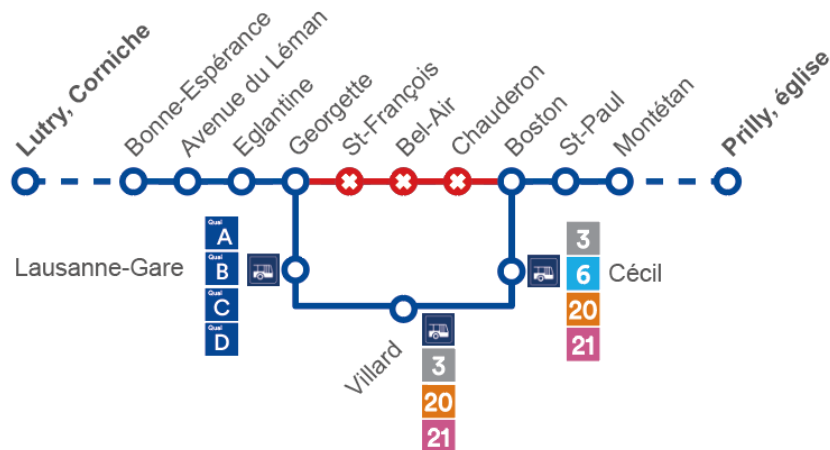 Lutry, Corniche
Bonne-Espérance
Avenue du Léman
Eglantine
Georgette
St-François
Bel-Air
Chauderon
Boston
St-Paul
Montétan
Prilly, église
Lausanne-Gare
Quai
A
Quai
B
Quai
C
Quai
D
Villard
3
20
21
3
6
20
21
Cécil